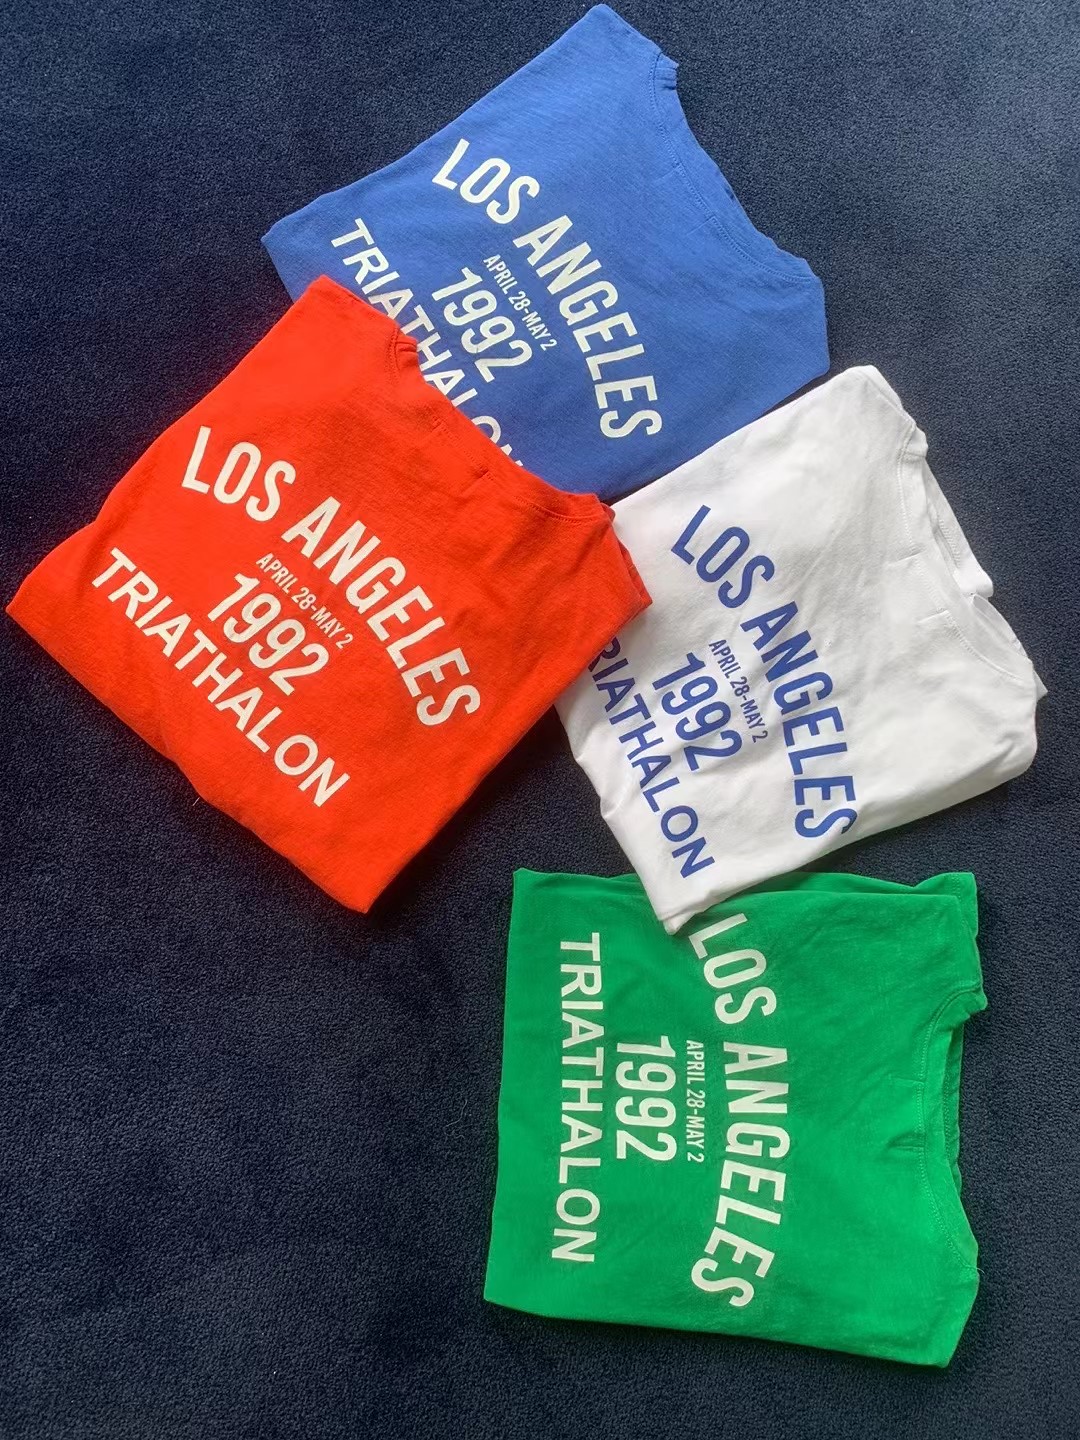 LOS ANGELES
APRIL 28-MAY 2
1992
TRIATHALON
LOS ANGELES
APRIL 28-MAY 2
1992
TRIATHALON
LOS ANGELES
APRIL 28-MAY 2
1992
RIATHALON
LOS ANGELES
APRIL 28-MAY 2
1992
TRIATHALON